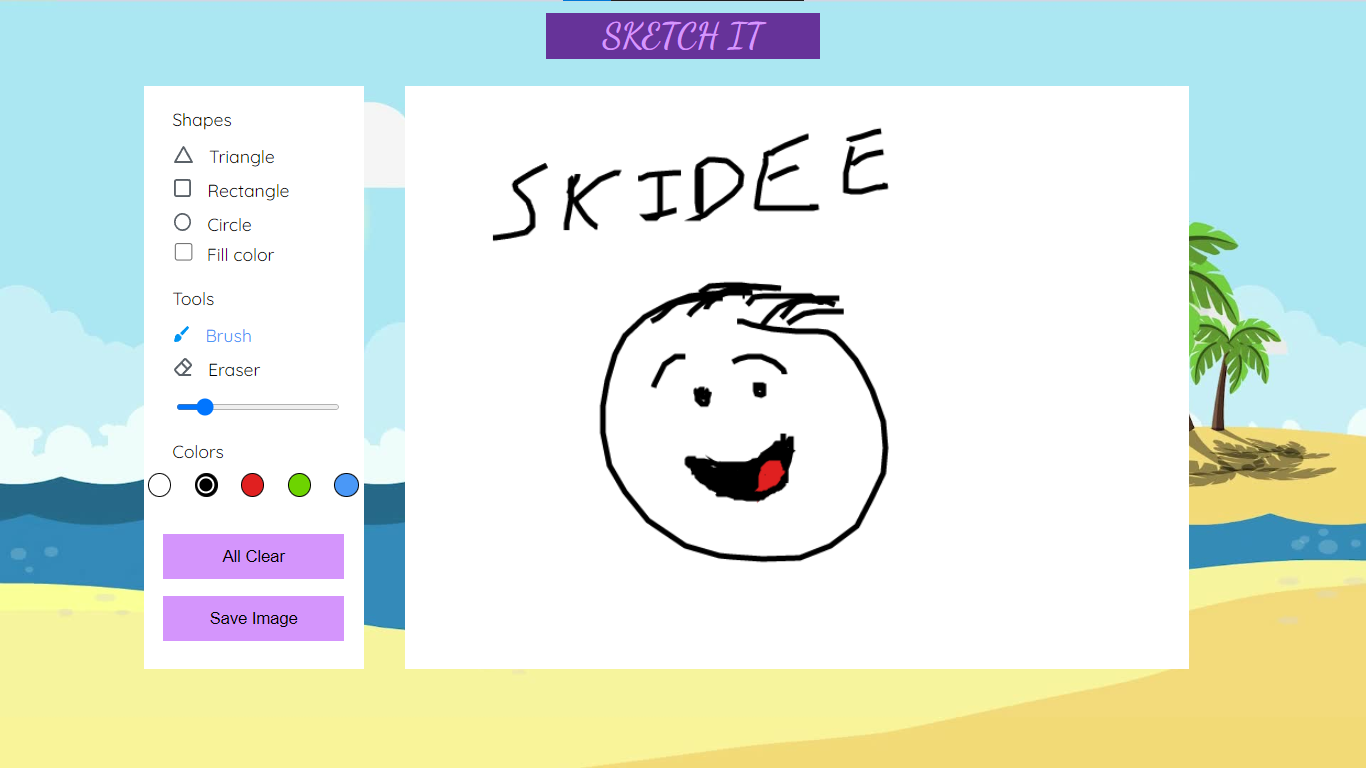 SKETCH IT
Shapes
Triangle
Rectangle
Circle
Fill color
Tools
Brush
Eraser
Colors
All Clear
Save Image
SKIDEE